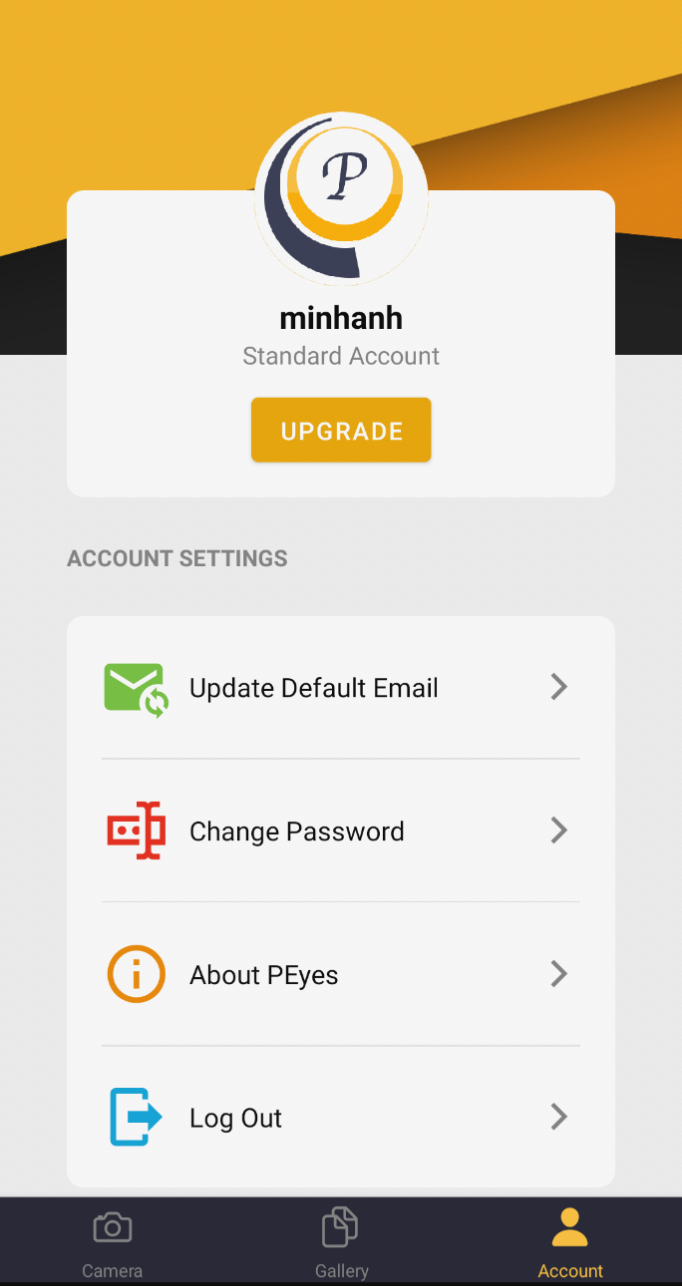 P
minhanh
Standard Account
UPGRADE
ACCOUNT SETTINGS
Update Default Email
Change Password
About PEyes
Log Out
Camera
Gallery
Account